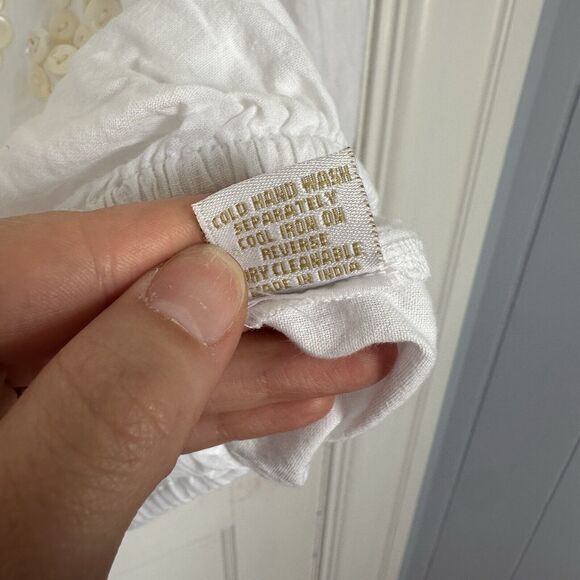 COLD HAND WASH
SEPARATELY
COOL IRON ON
REVERSE
DRY CLEANABLE
MADE IN INDIA